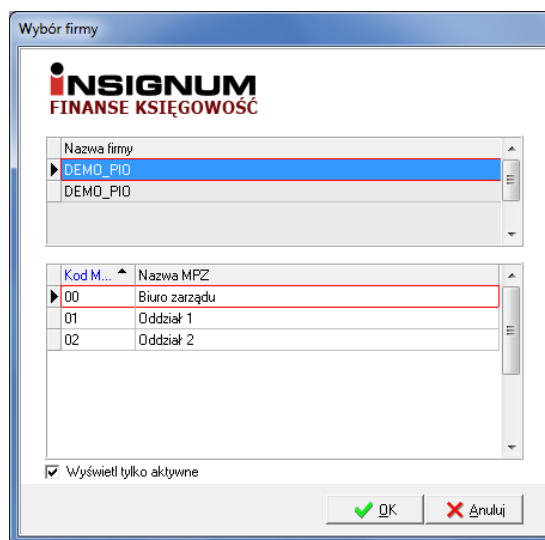 Wybór firmy
INSIGNUM
FINANSE KSIĘGOWOŚĆ
Nazwa firmy
DEMO_PIO
DEMO_PIO
Kod M... Nazwa MPZ
00 Biuro zarządu
01 Oddział 1
02 Oddział 2
Wyświetl tylko aktywne
OK Anuluj